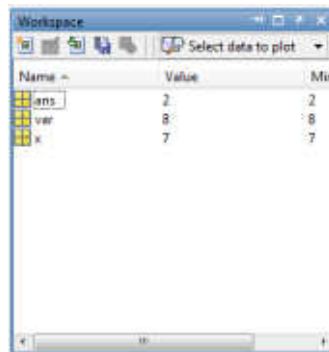 Workspace
Select data to plot
Name Value Mi
ans 2 2
var 8 8
x 7 7